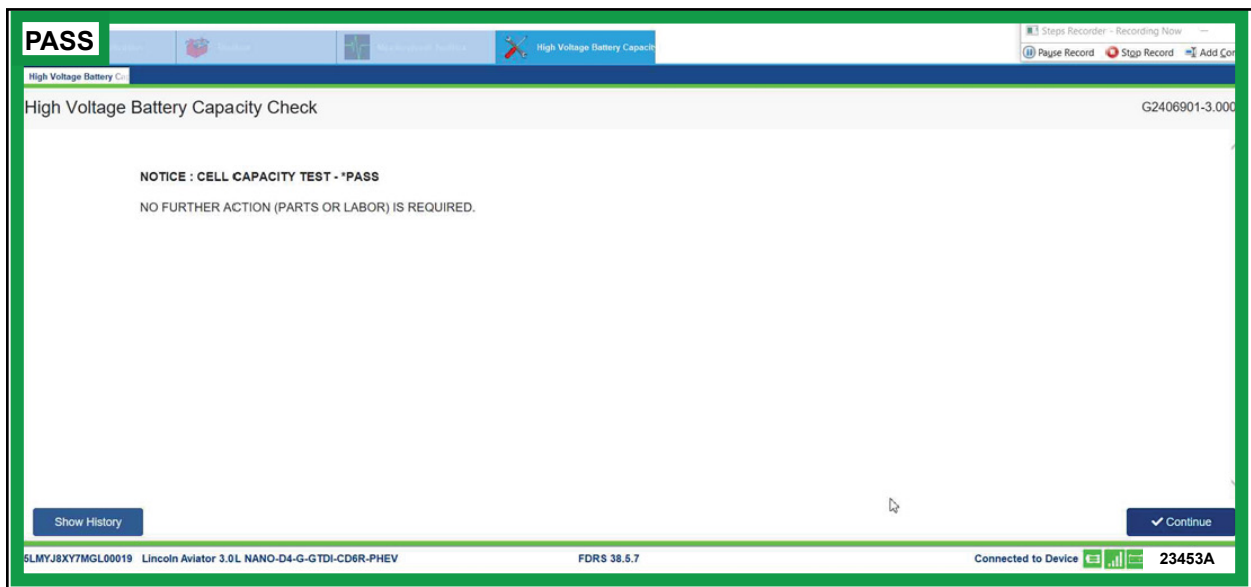 PASS
High Voltage Battery Capacit
Steps Recorder - Recording Now
Pause Record Stop Record Add Co
High Voltage Battery
High Voltage Battery Capacity Check
G2406901-3.000
NOTICE : CELL CAPACITY TEST - *PASS
NO FURTHER ACTION (PARTS OR LABOR) IS REQUIRED.
Show History
Continue
5LMYJ8XY7MGL00019 Lincoln Aviator 3.0L NANO-D4-G-GTDI-CD6R-PHEV
FDRS 38.5.7
Connected to Device
23453A